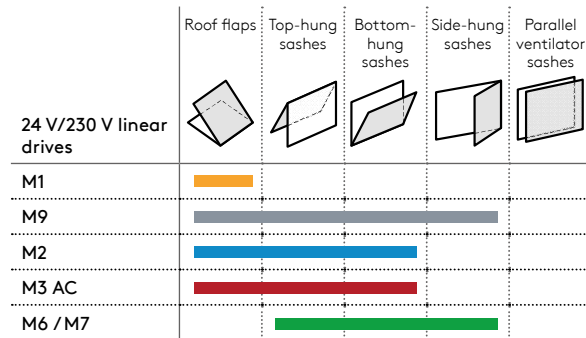 Roof flaps
Top-hung
sashes
Bottom-
hung
sashes
Side-hung
sashes
Parallel
ventilator
sashes
24 V/230 V linear
drives
M1
M9
M2
M3 AC
M6 / M7